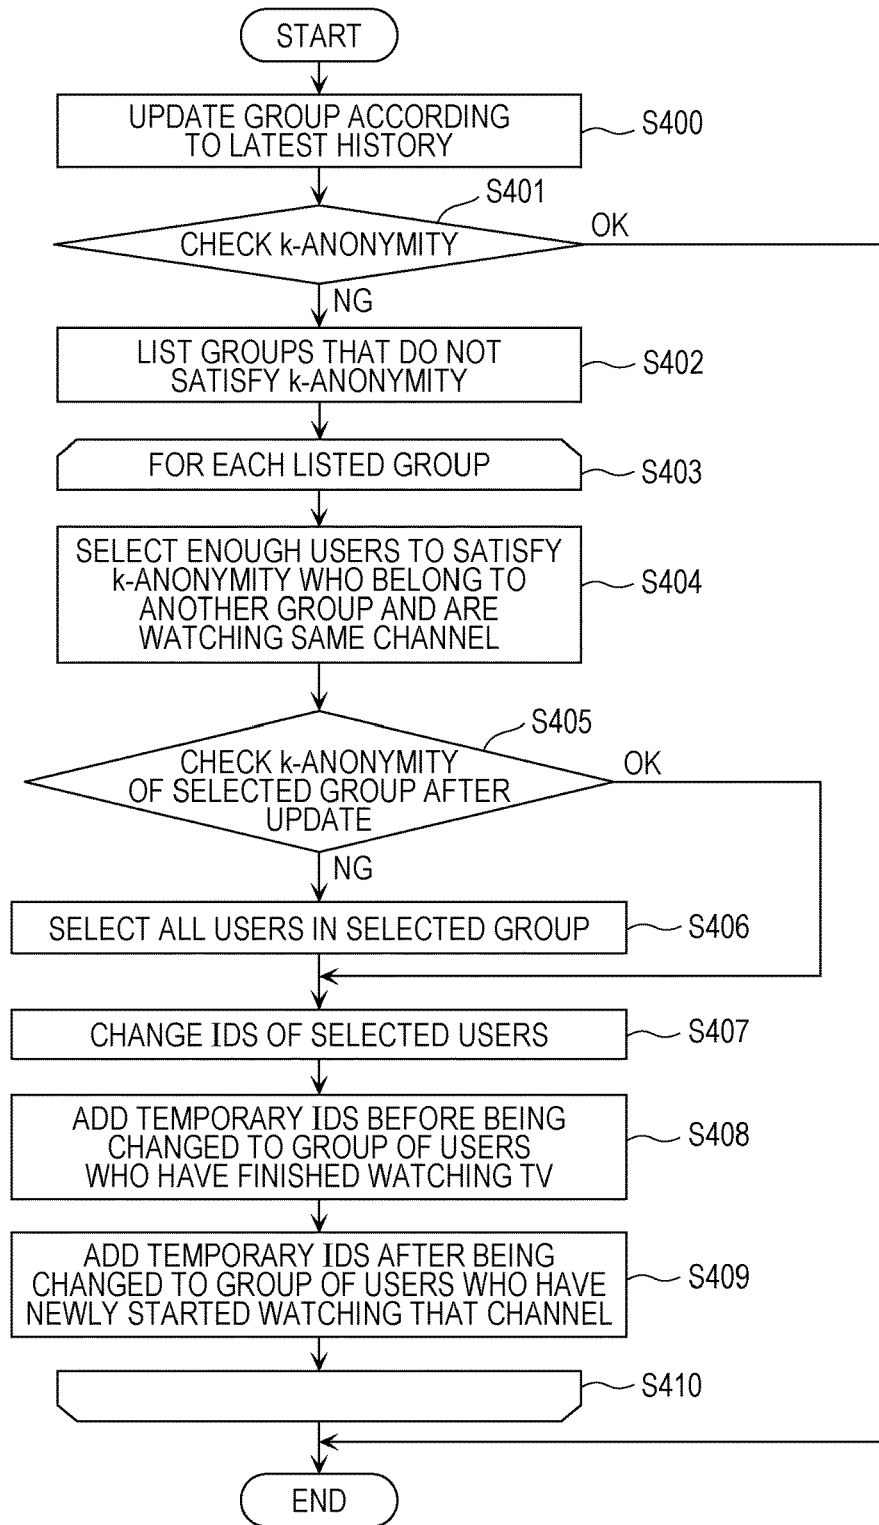 START
UPDATE GROUP ACCORDING
TO LATEST HISTORY
S400
S401
CHECK k-ANONYMITY
OK
NG
LIST GROUPS THAT DO NOT
SATISFY k-ANONYMITY
S402
FOR EACH LISTED GROUP
S403
SELECT ENOUGH USERS TO SATISFY
k-ANONYMITY WHO BELONG TO
ANOTHER GROUP AND ARE
WATCHING SAME CHANNEL
S404
S405
CHECK k-ANONYMITY
OF SELECTED GROUP AFTER
UPDATE
OK
NG
SELECT ALL USERS IN SELECTED GROUP
S406
CHANGE IDS OF SELECTED USERS
S407
ADD TEMPORARY IDS BEFORE BEING
CHANGED TO GROUP OF USERS
WHO HAVE FINISHED WATCHING TV
S408
ADD TEMPORARY IDS AFTER BEING
CHANGED TO GROUP OF USERS WHO HAVE
NEWLY STARTED WATCHING THAT CHANNEL
S409
S410
END